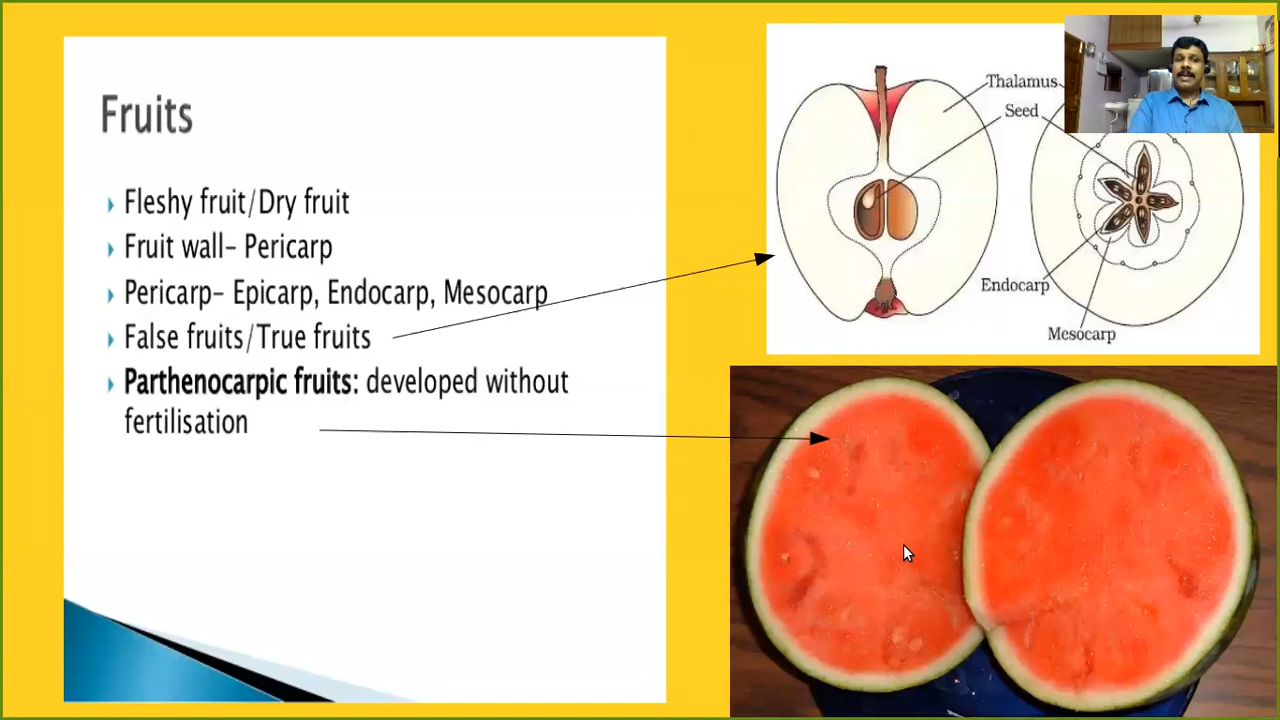 Fruits
Fleshy fruit/Dry fruit
Fruit wall– Pericarp
Pericarp– Epicarp, Endocarp, Mesocarp
False fruits/True fruits
Parthenocarpic fruits: developed without
fertilisation
Thalamus
Seed
Endocarp
Mesocarp